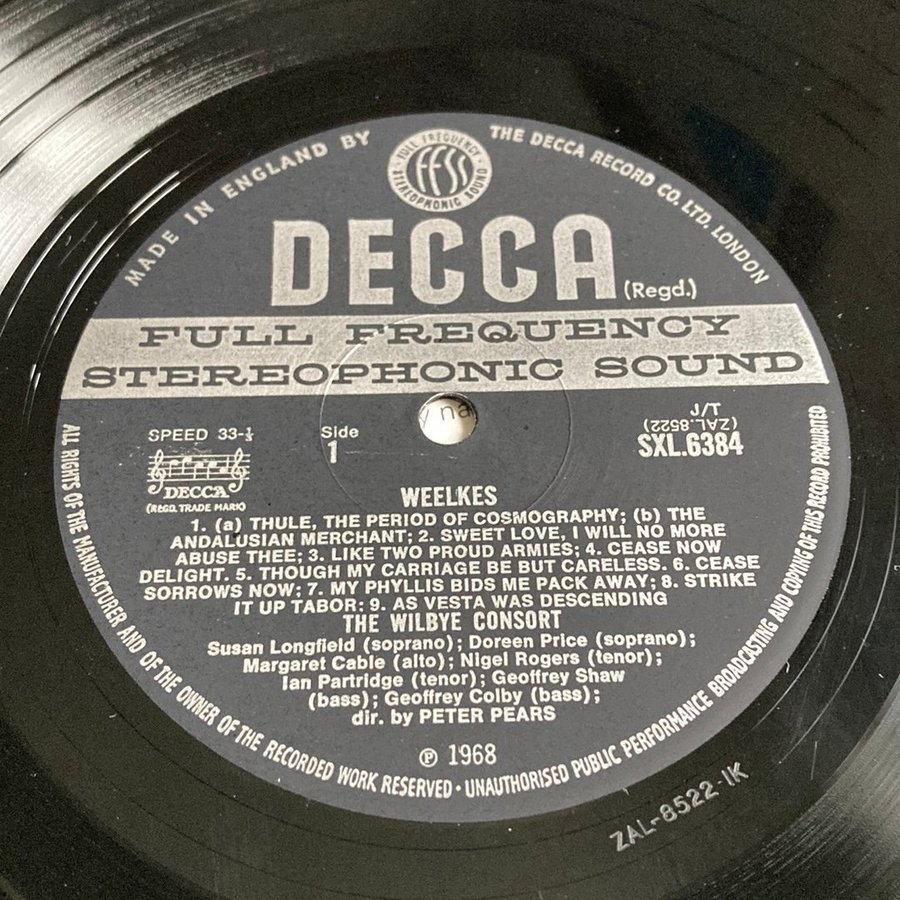 MADE IN ENGLAND BY
THE DECCA RECORD CO. LTD. LONDON
FULL FREQUENCY
FFSS
STEREOPHONIC SOUND
DECCA (Regd.)
FULL FREQUENCY
STEREOPHONIC SOUND
SPEED 33-⅓
Side
1
J/1
(ZAL.8522)
SXL.6384
DECCA
(REGD. TRADE MARK)
WEELKES
1. (a) THULE, THE PERIOD OF COSMOGRAPHY; (b) THE
ANDALUSIAN MERCHANT; 2. SWEET LOVE, I WILL NO MORE
ABUSE THEE; 3. LIKE TWO PROUD ARMIES; 4. CEASE NOW
DELIGHT. 5. THOUGH MY CARRIAGE BE BUT CARELESS. 6. CEASE
SORROWS NOW; 7. MY PHYLLIS BIDS ME PACK AWAY; 8. STRIKE
IT UP TABOR; 9. AS VESTA WAS DESCENDING
THE WILBYE CONSORT
Susan Longfield (soprano); Doreen Price (soprano);
Margaret Cable (alto); Nigel Rogers (tenor);
Ian Partridge (tenor); Geoffrey Shaw
(bass); Geoffrey Colby (bass);
dir. by PETER PEARS
℗ 1968
ALL RIGHTS OF THE MANUFACTURER AND OF THE OWNER OF THE RECORDED WORK RESERVED · UNAUTHORISED PUBLIC PERFORMANCE BROADCASTING AND COPYING OF THIS RECORD PROHIBITED
ZAL-8522-1K